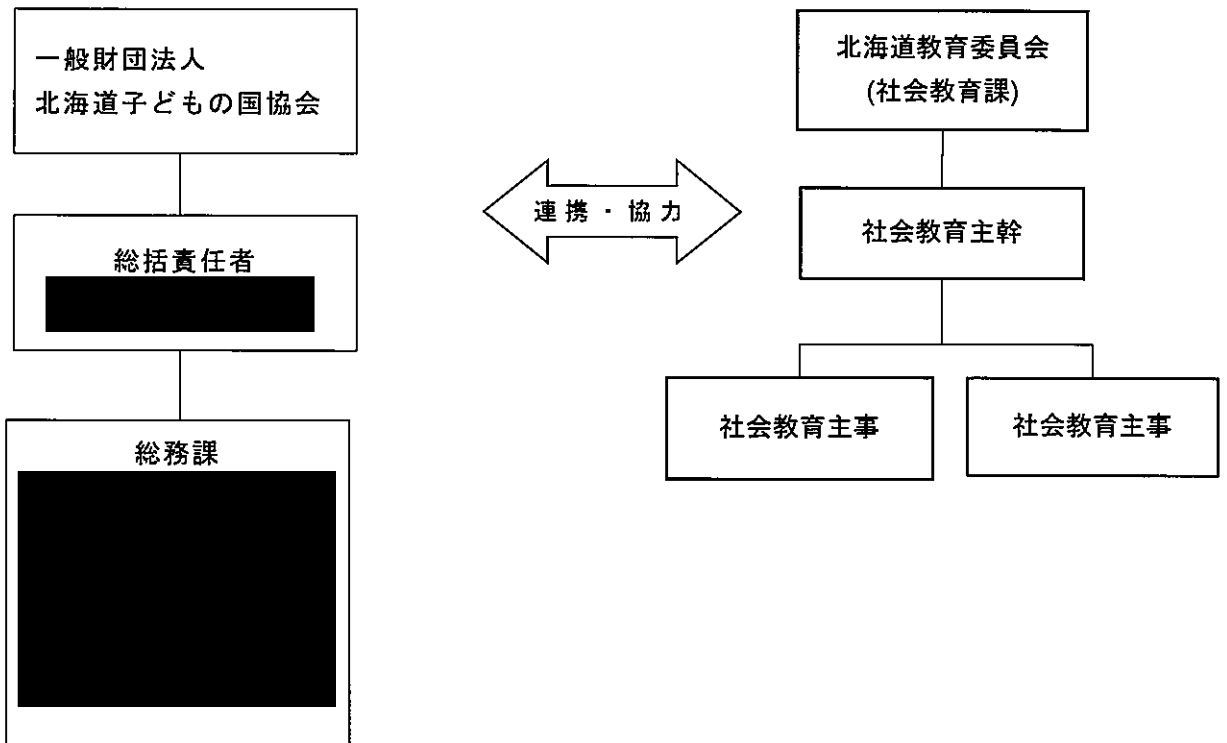 一般財団法人
北海道子どもの国協会
総括責任者
総務課
連携・協力
北海道教育委員会
(社会教育課)
社会教育主幹
社会教育主事
社会教育主事